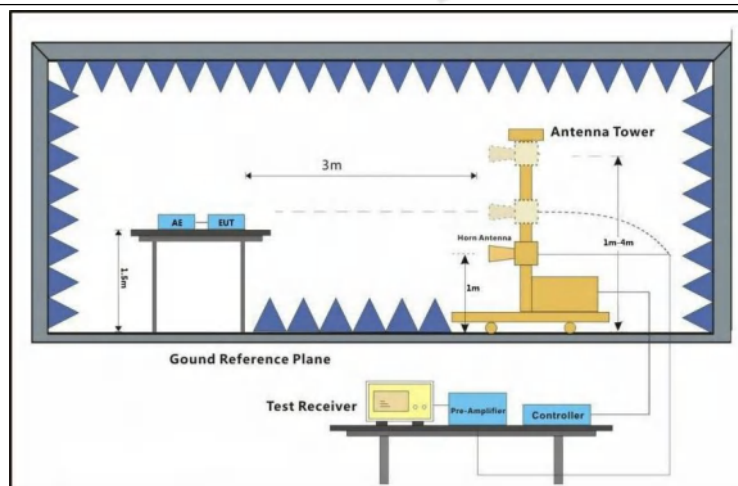 Antenna Tower
3m
AE
EUT
Horn Antenna
1m-4m
1.5m
1m
Gound Reference Plane
Test Receiver
Pre-Amplifier
Controller